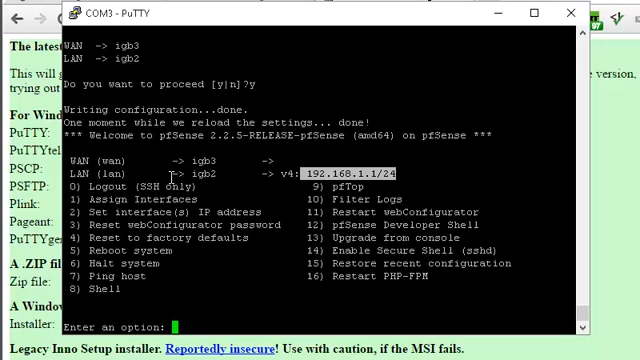 COM3 - PuTTY
The latest
This will g
e version,
trying out
For Wind
PuTTY:
PuTTYtel
PSCP:
PSFTP:
Plink:
Pageant:
PuTTYger
A .ZIP file
Zip file:
A Window
Installer:
Legacy Inno Setup installer. Reportedly insecure! Use with caution, if the MSI fails.
WAN -> igb3
LAN -> igb2
Do you want to proceed [y|n]?y
Writing configuration...done.
One moment while we reload the settings... done!
*** Welcome to pfSense 2.2.5-RELEASE-pfSense (amd64) on pfSense ***
WAN (wan) -> igb3 ->
LAN (lan) -> igb2 -> v4: 192.168.1.1/24
0) Logout (SSH only) 9) pfTop
1) Assign Interfaces 10) Filter Logs
2) Set interface(s) IP address 11) Restart webConfigurator
3) Reset webConfigurator password 12) pfSense Developer Shell
4) Reset to factory defaults 13) Upgrade from console
5) Reboot system 14) Enable Secure Shell (sshd)
6) Halt system 15) Restore recent configuration
7) Ping host 16) Restart PHP-FPM
8) Shell
Enter an option: